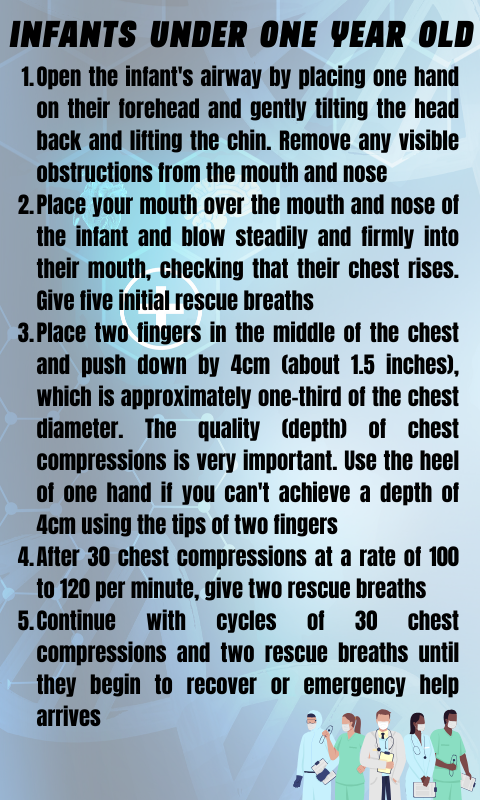 INFANTS UNDER ONE YEAR OLD
1. Open the infant's airway by placing one hand
on their forehead and gently tilting the head
back and lifting the chin. Remove any visible
obstructions from the mouth and nose
2. Place your mouth over the mouth and nose of
the infant and blow steadily and firmly into
their mouth, checking that their chest rises.
Give five initial rescue breaths
3. Place two fingers in the middle of the chest
and push down by 4cm (about 1.5 inches),
which is approximately one-third of the chest
diameter. The quality (depth) of chest
compressions is very important. Use the heel
of one hand if you can't achieve a depth of
4cm using the tips of two fingers
4. After 30 chest compressions at a rate of 100
to 120 per minute, give two rescue breaths
5. Continue with cycles of 30 chest
compressions and two rescue breaths until
they begin to recover or emergency help
arrives